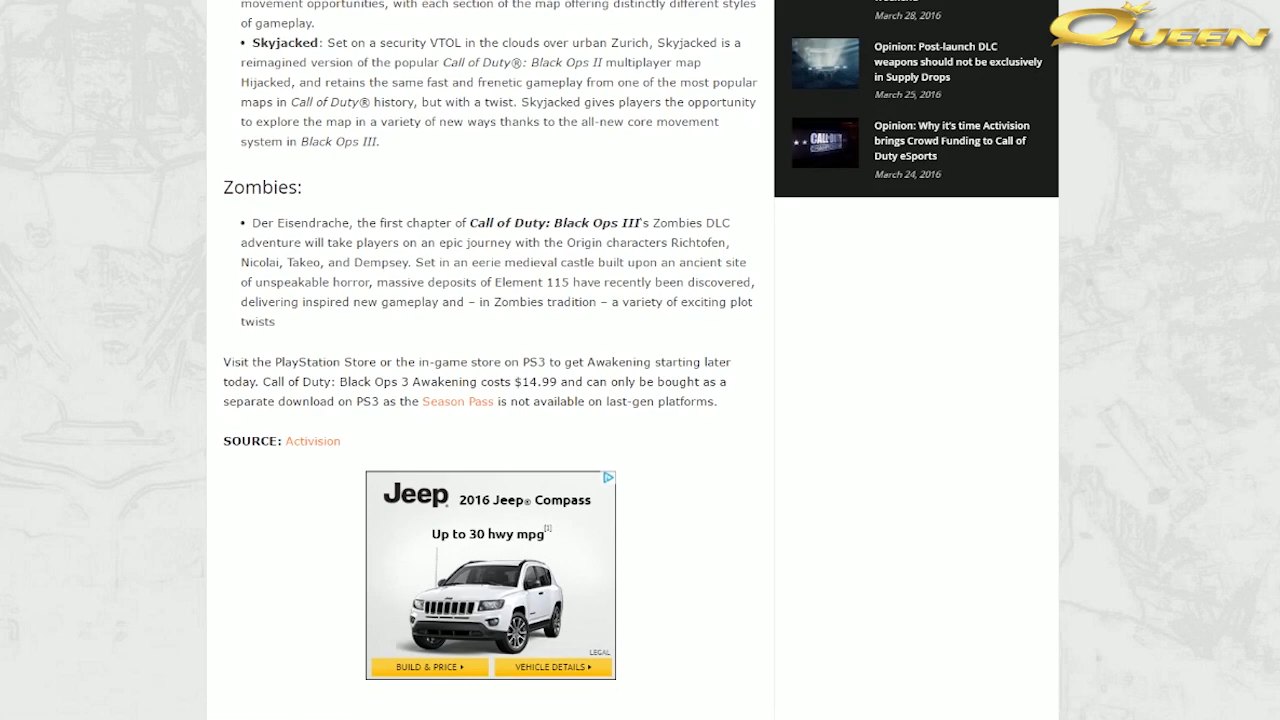 movement opportunities, with each section of the map offering distinctly different styles
of gameplay.
• Skyjacked: Set on a security VTOL in the clouds over urban Zurich, Skyjacked is a
reimagined version of the popular Call of Duty®: Black Ops II multiplayer map
Hijacked, and retains the same fast and frenetic gameplay from one of the most popular
maps in Call of Duty® history, but with a twist. Skyjacked gives players the opportunity
to explore the map in a variety of new ways thanks to the all-new core movement
system in Black Ops III.
Zombies:
• Der Eisendrache, the first chapter of Call of Duty: Black Ops III's Zombies DLC
adventure will take players on an epic journey with the Origin characters Richtofen,
Nicolai, Takeo, and Dempsey. Set in an eerie medieval castle built upon an ancient site
of unspeakable horror, massive deposits of Element 115 have recently been discovered,
delivering inspired new gameplay and – in Zombies tradition – a variety of exciting plot
twists
Visit the PlayStation Store or the in-game store on PS3 to get Awakening starting later
today. Call of Duty: Black Ops 3 Awakening costs $14.99 and can only be bought as a
separate download on PS3 as the Season Pass is not available on last-gen platforms.
SOURCE: Activision
Jeep 2016 Jeep® Compass
Up to 30 hwy mpg[1]
LEGAL
BUILD & PRICE
VEHICLE DETAILS
March 28, 2016
Opinion: Post-launch DLC
weapons should not be exclusively
in Supply Drops
March 25, 2016
CALL OF DUTY
Opinion: Why it's time Activision
brings Crowd Funding to Call of
Duty eSports
March 24, 2016
QUEEN